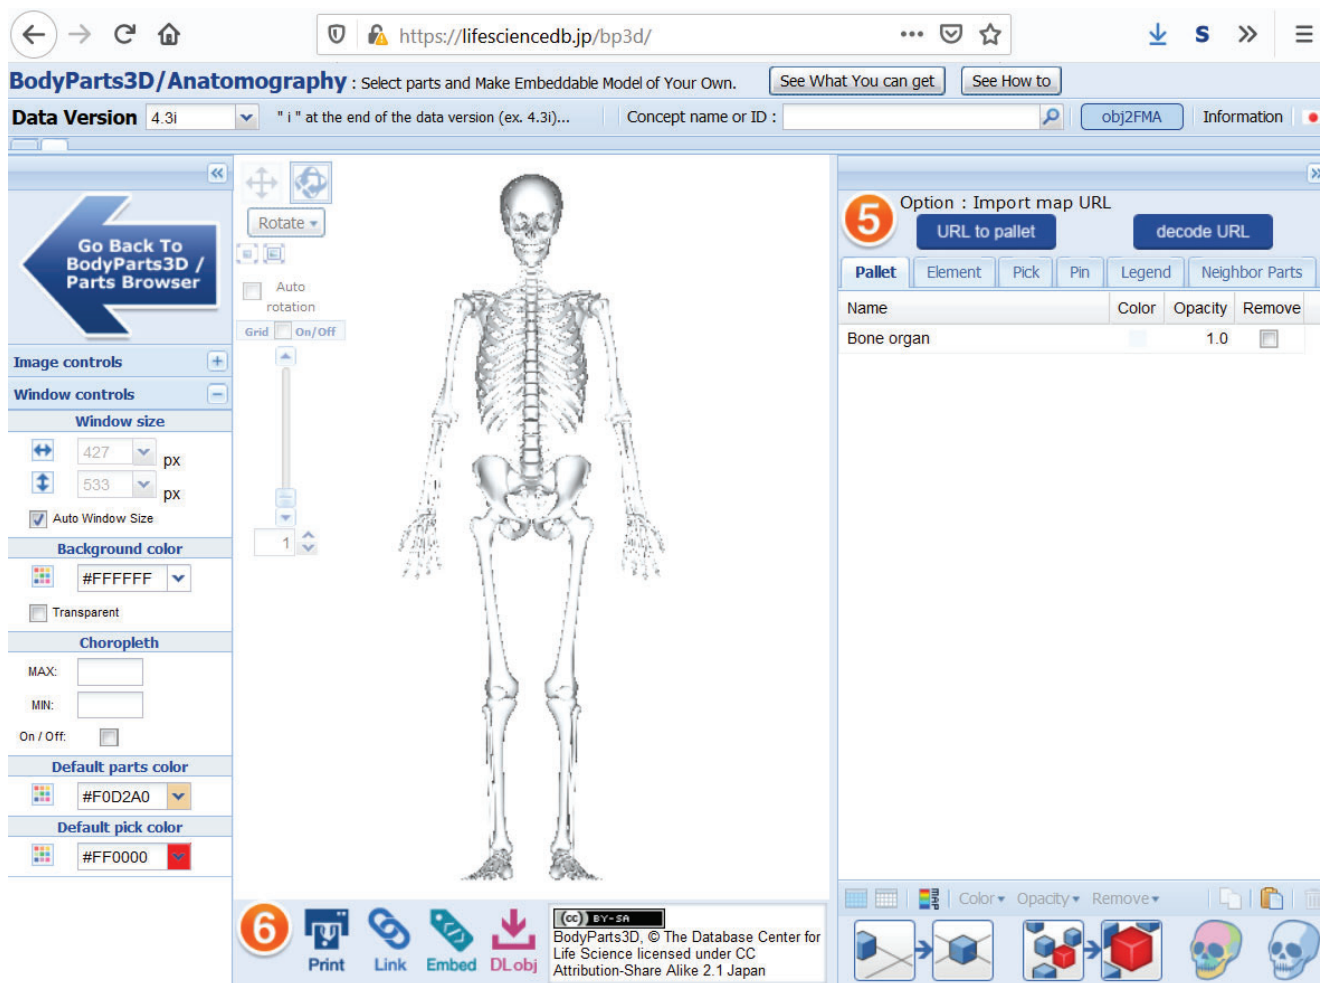 https://lifesciencedb.jp/bp3d/
S
BodyParts3D/Anatomography : Select parts and Make Embeddable Model of Your Own. See What You can get See How to
Data Version 4.3i " i " at the end of the data version (ex. 4.3i)... Concept name or ID : obj2FMA Information
Go Back To
BodyParts3D /
Parts Browser
Image controls
Window controls
Window size
427 px
533 px
Auto Window Size
Background color
#FFFFFF
Transparent
Choropleth
MAX:
MIN:
On / Off:
Default parts color
#F0D2A0
Default pick color
#FF0000
Rotate
Auto
rotation
Grid On/Off
1
6
Print Link Embed DLobj
(cc) BY-SA
BodyParts3D, © The Database Center for
Life Science licensed under CC
Attribution-Share Alike 2.1 Japan
5 Option : Import map URL
URL to pallet decode URL
Pallet Element Pick Pin Legend Neighbor Parts
Name Color Opacity Remove
Bone organ 1.0
MAP Color Opacity Remove